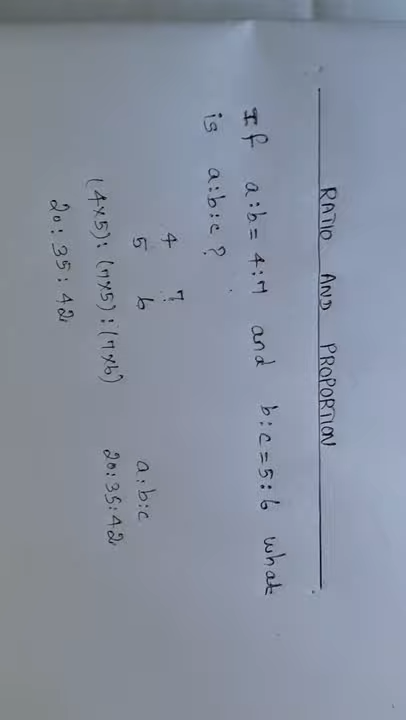 RATIO AND PROPORTION
If a:b = 4:7 and b:c = 5:6 what
is a:b:c ?
4 7
5 6
(4x5):(7x5):(7x6)
20:35:42
a:b:c
20:35:42